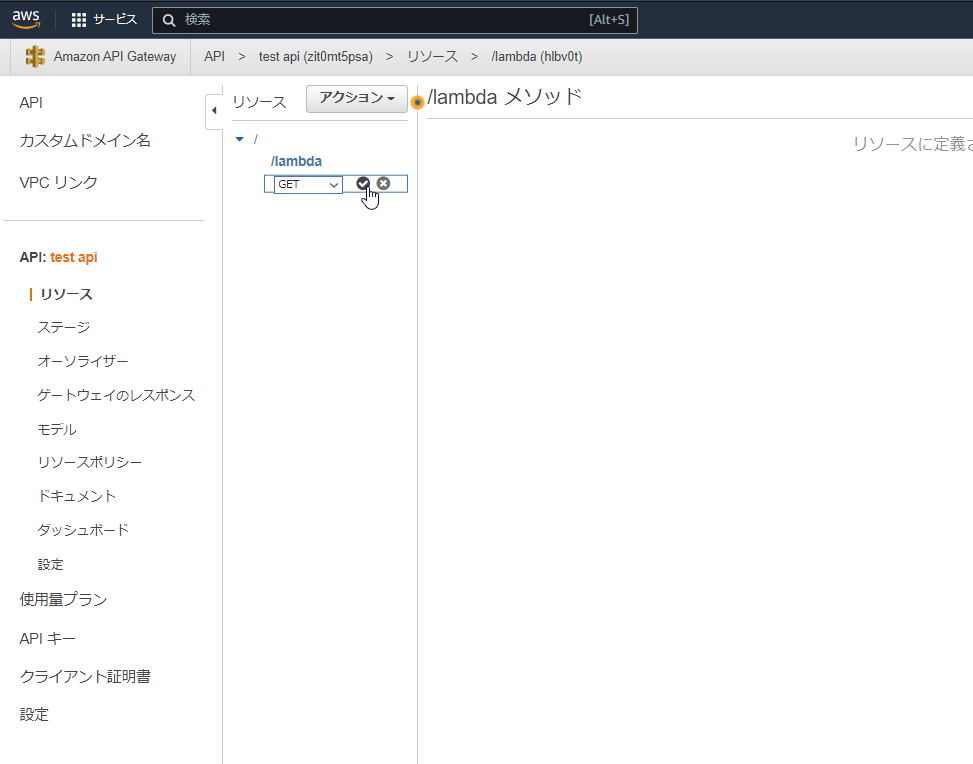 aws サービス 検索 [Alt+S]
Amazon API Gateway API > test api (zit0mt5psa) > リソース > /lambda (hlbv0t)
API
カスタムドメイン名
VPC リンク
API: test api
リソース
ステージ
オーソライザー
ゲートウェイのレスポンス
モデル
リソースポリシー
ドキュメント
ダッシュボード
設定
使用量プラン
API キー
クライアント証明書
設定
リソース アクション
/
/lambda
GET
/lambda メソッド
リソースに定義さ